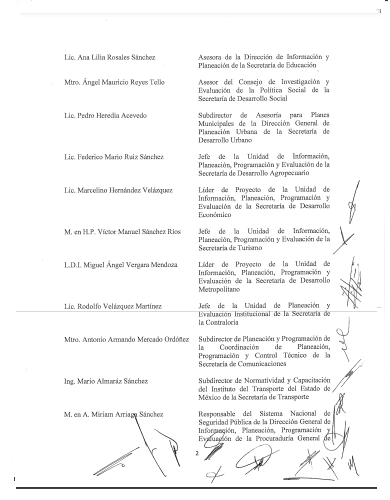 Lic. Ana Lilia Rosales Sánchez
Asesora de la Dirección de Información y
Planeación de la Secretaría de Educación
Mtro. Ángel Mauricio Reyes Tello
Asesor del Consejo de Investigación y
Evaluación de la Política Social de la
Secretaría de Desarrollo Social
Lic. Pedro Heredia Acevedo
Subdirector de Asesoría para Planes
Municipales de la Dirección General de
Planeación Urbana de la Secretaría de
Desarrollo Urbano
Lic. Federico Mario Ruiz Sánchez
Jefe de la Unidad de Información,
Planeación, Programación y Evaluación de la
Secretaría de Desarrollo Agropecuario
Lic. Marcelino Hernández Velázquez
Líder de Proyecto de la Unidad de
Información, Planeación, Programación y
Evaluación de la Secretaría de Desarrollo
Económico
M. en H.P. Víctor Manuel Sánchez Ríos
Jefe de la Unidad de Información,
Planeación, Programación y Evaluación de la
Secretaría de Turismo
L.D.I. Miguel Ángel Vergara Mendoza
Líder de Proyecto de la Unidad de
Información, Planeación, Programación y
Evaluación de la Secretaría de Desarrollo
Metropolitano
Lic. Rodolfo Velázquez Martínez
Jefe de la Unidad de Planeación y
Evaluación Institucional de la Secretaría de
la Contraloría
Mtro. Antonio Armando Mercado Ordóñez
Subdirector de Planeación y Programación de
la Coordinación de Planeación,
Programación y Control Técnico de la
Secretaría de Comunicaciones
Ing. Mario Almaráz Sánchez
Subdirector de Normatividad y Capacitación
del Instituto del Transporte del Estado de
México de la Secretaría de Transporte
M. en A. Miriam Arriaga Sánchez
Responsable del Sistema Nacional de
Seguridad Pública de la Dirección General de
Información, Planeación, Programación y
Evaluación de la Procuraduría General de
2